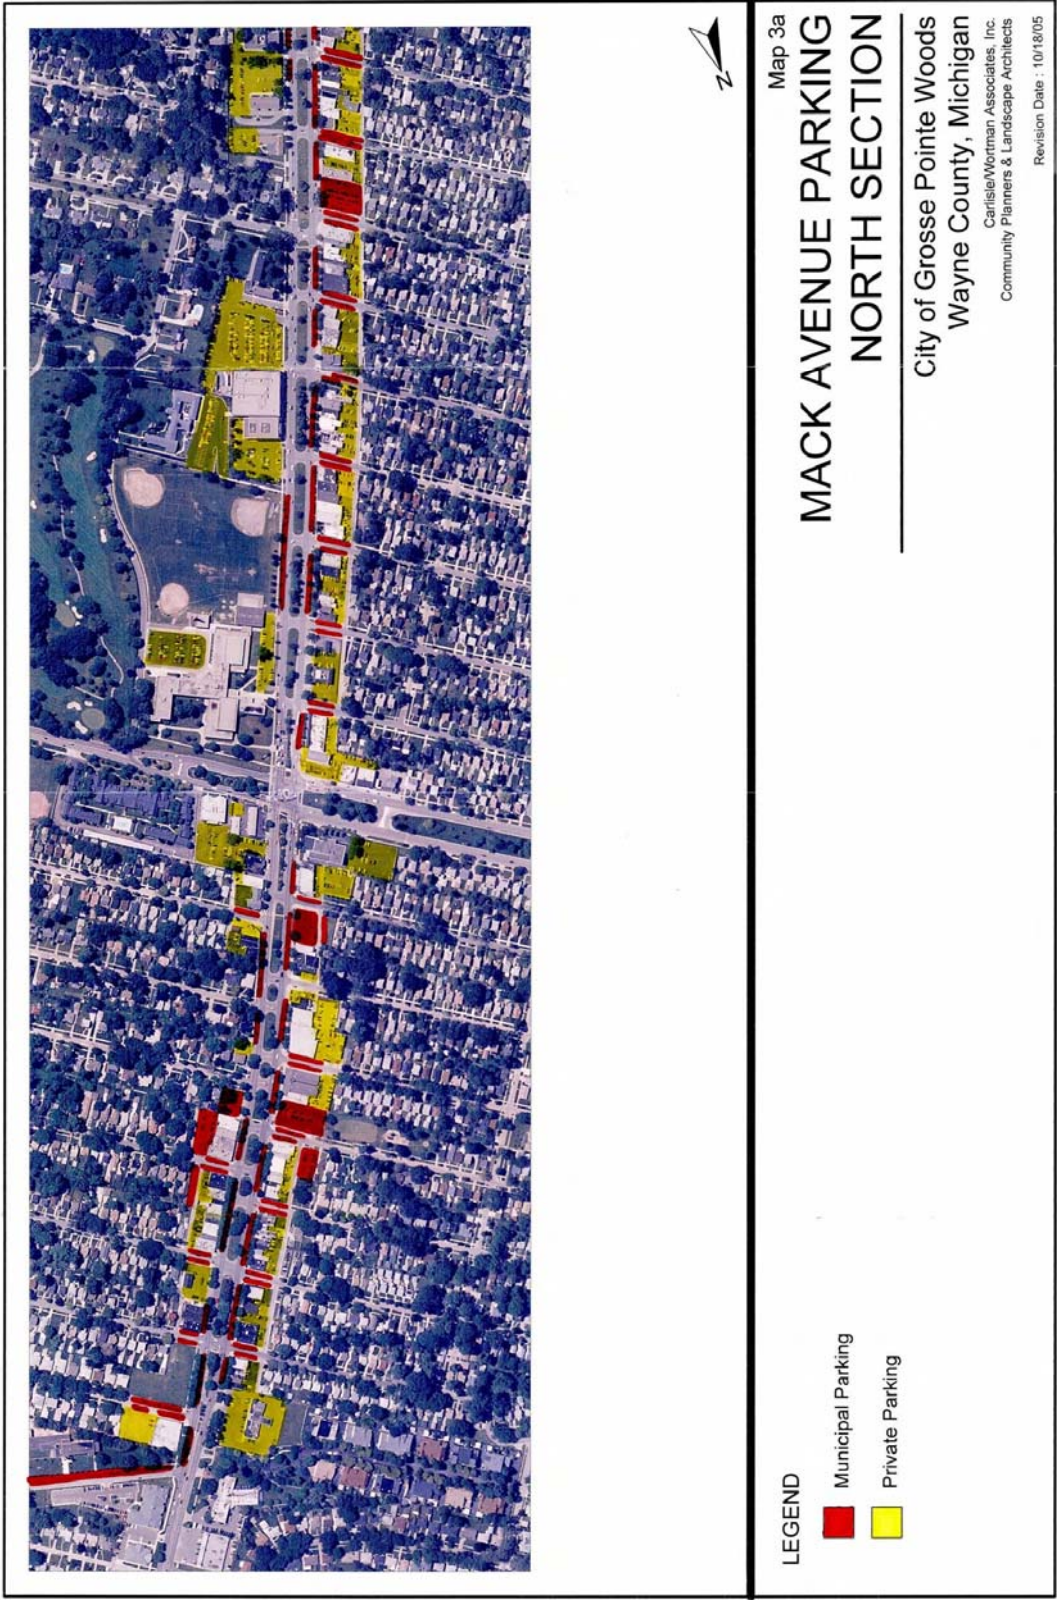 Map 3a
MACK AVENUE PARKING
NORTH SECTION
City of Grosse Pointe Woods
Wayne County, Michigan
Carlisle/Wortman Associates, Inc.
Community Planners & Landscape Architects
Revision Date : 10/18/05
LEGEND
Municipal Parking
Private Parking
N